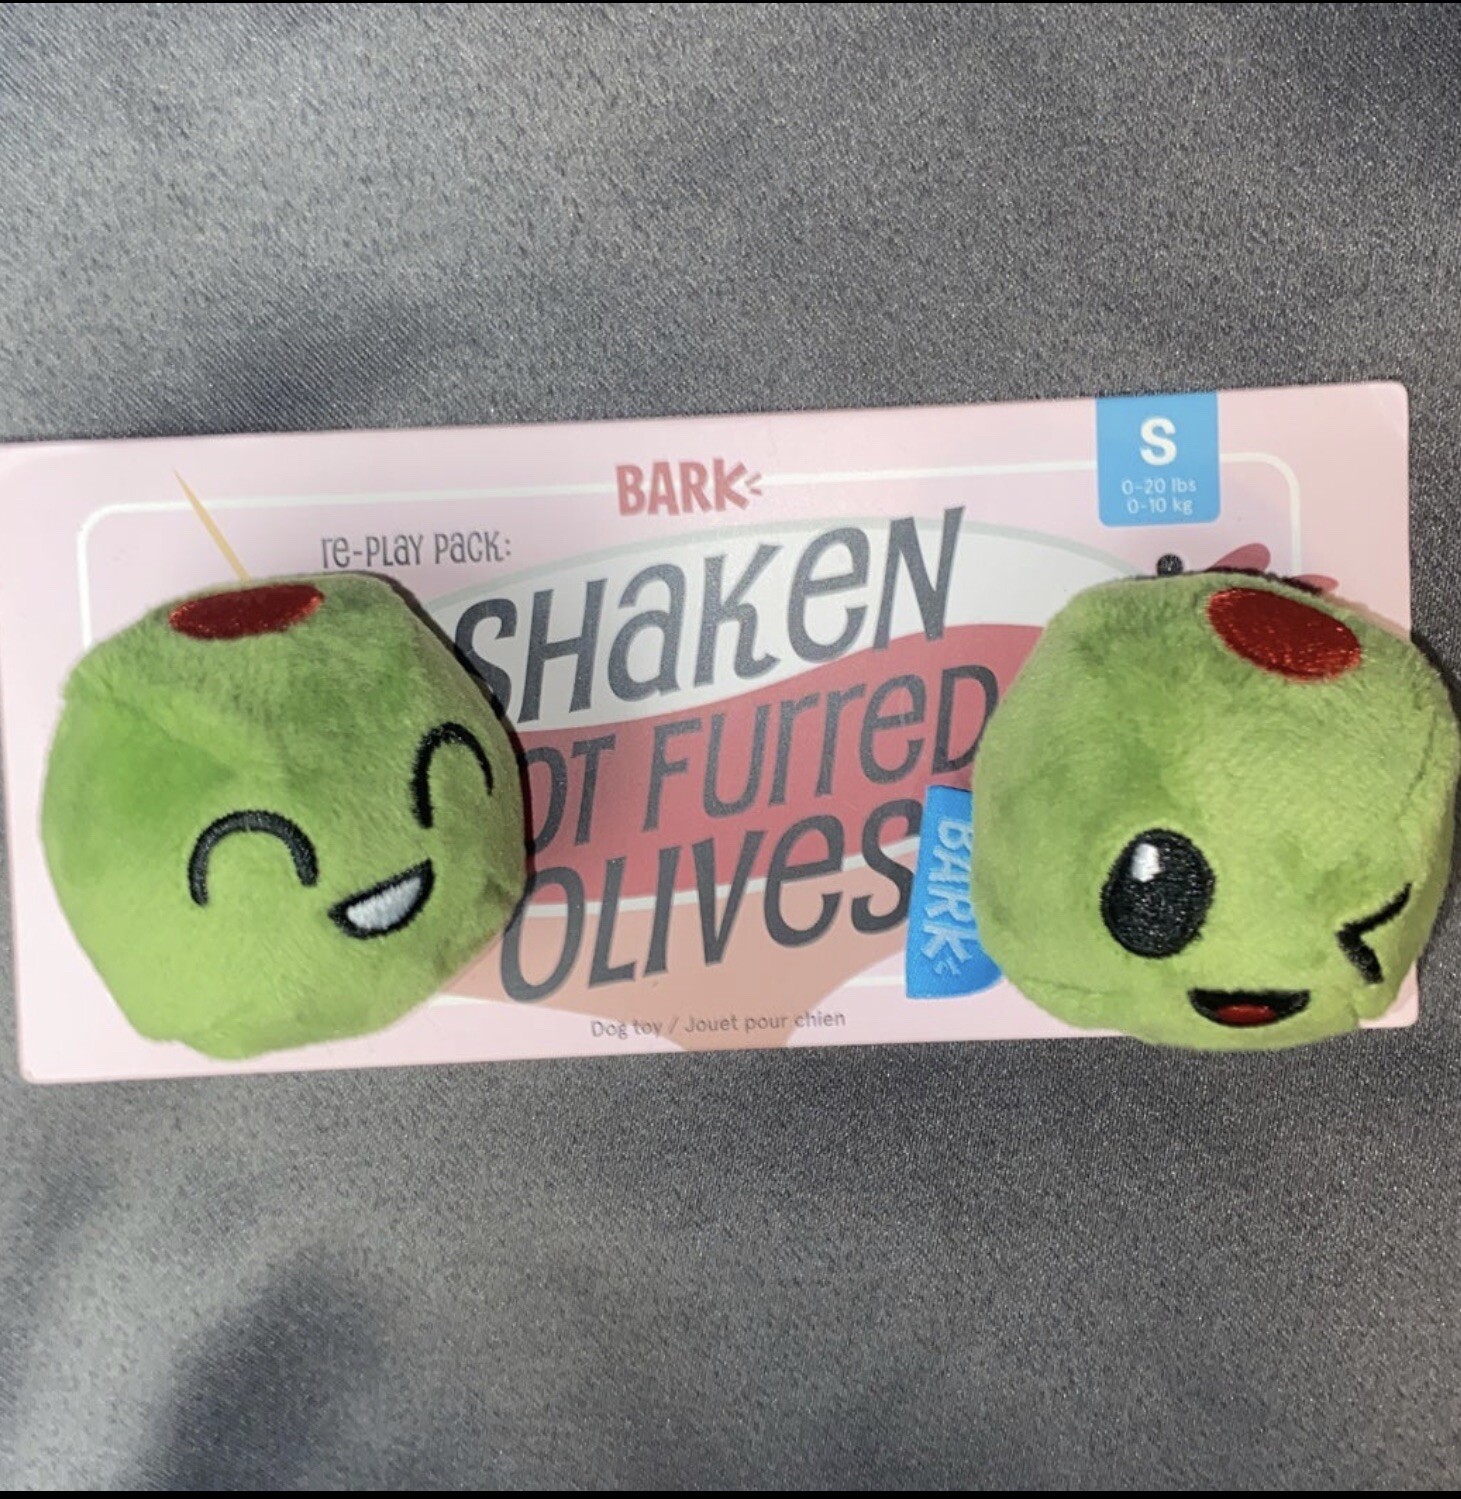 BARK
S
0-20 lbs
0-10 kg
re-PLAY PACK:
SHaKeN
OT FUrreD
OLIVes
BARK
Dog toy / Jouet pour chien